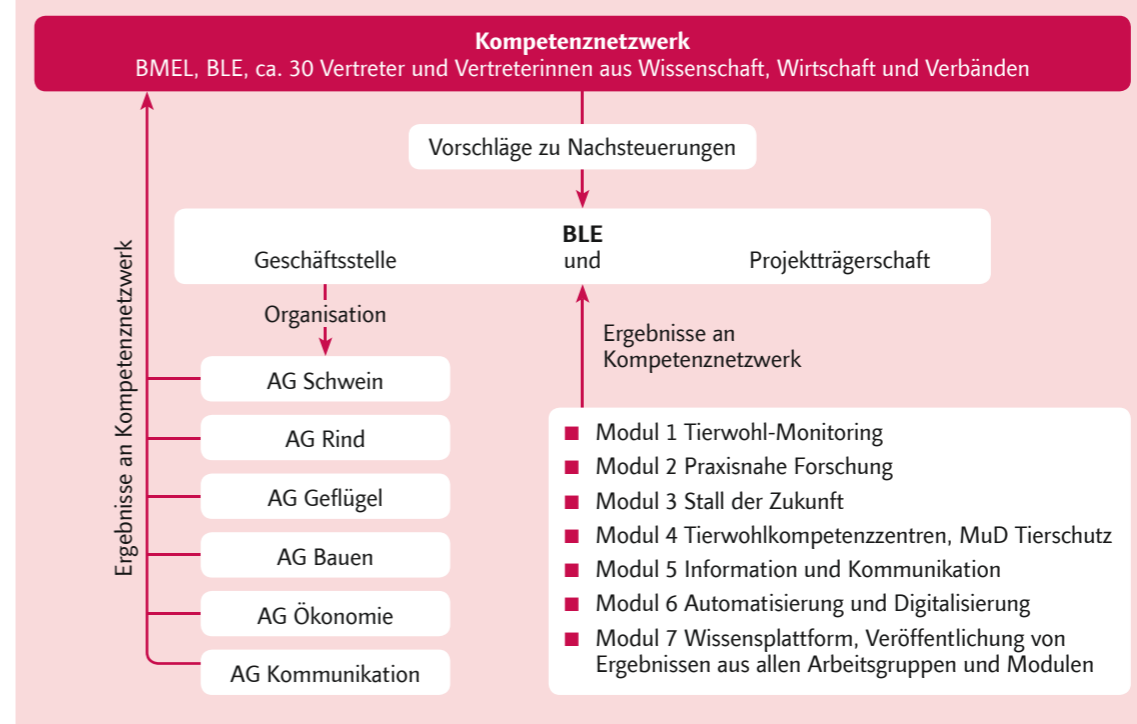 Kompetenznetzwerk
BMEL, BLE, ca. 30 Vertreter und Vertreterinnen aus Wissenschaft, Wirtschaft und Verbänden
Vorschläge zu Nachsteuerungen
BLE
Geschäftsstelle und Projektträgerschaft
Organisation
Ergebnisse an Kompetenznetzwerk
AG Schwein
AG Rind
AG Geflügel
AG Bauen
AG Ökonomie
AG Kommunikation
Ergebnisse an
Kompetenznetzwerk
Modul 1 Tierwohl-Monitoring
Modul 2 Praxisnahe Forschung
Modul 3 Stall der Zukunft
Modul 4 Tierwohlkompetenzzentren, MuD Tierschutz
Modul 5 Information und Kommunikation
Modul 6 Automatisierung und Digitalisierung
Modul 7 Wissensplattform, Veröffentlichung von
Ergebnissen aus allen Arbeitsgruppen und Modulen